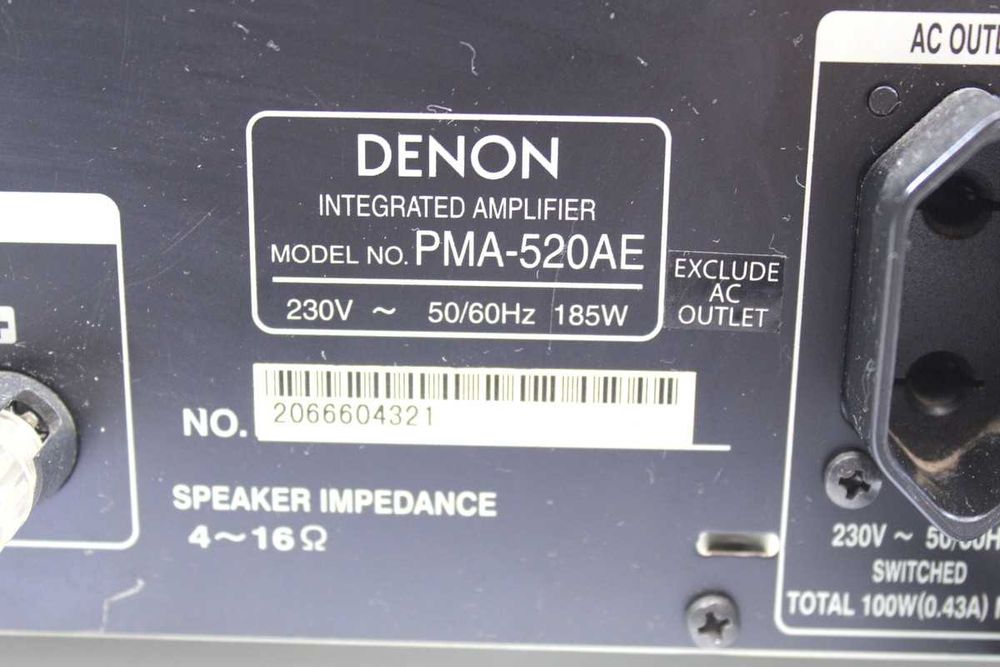 AC
DENON
INTEGRATED AMPLIFIER
MODEL NO. PMA-520AE
230V ~ 50/60Hz 185W
EXCLUDE
AC
OUTLET
NO. 2066604321
SPEAKER IMPEDANCE
4~16Ω
230V ~
SWITCHED
TOTAL 100W(0.43A)